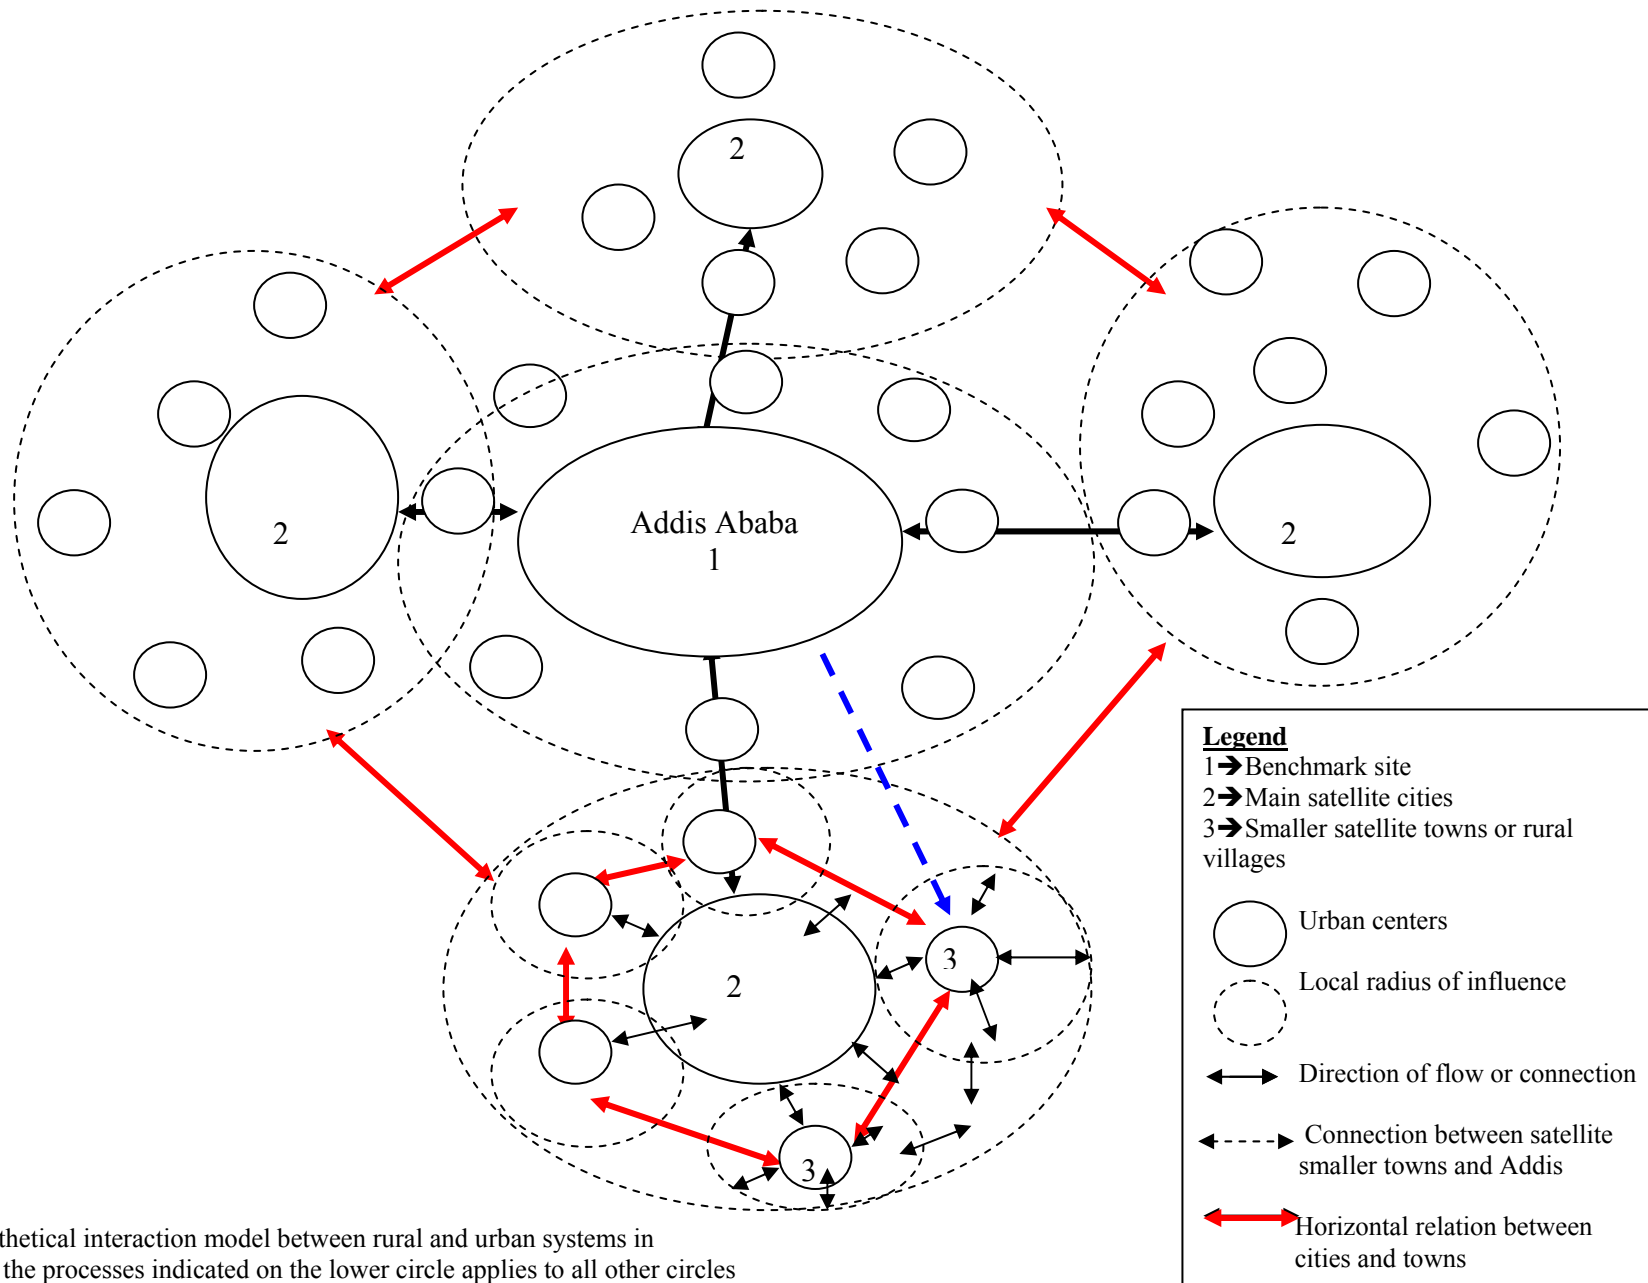 2
2
Addis Ababa
1
2
2
3
3
Legend
1➔Benchmark site
2➔Main satellite cities
3➔Smaller satellite towns or rural
villages
Urban centers
Local radius of influence
Direction of flow or connection
Connection between satellite
smaller towns and Addis
Horizontal relation between
cities and towns
thetical interaction model between rural and urban systems in
the processes indicated on the lower circle applies to all other circles